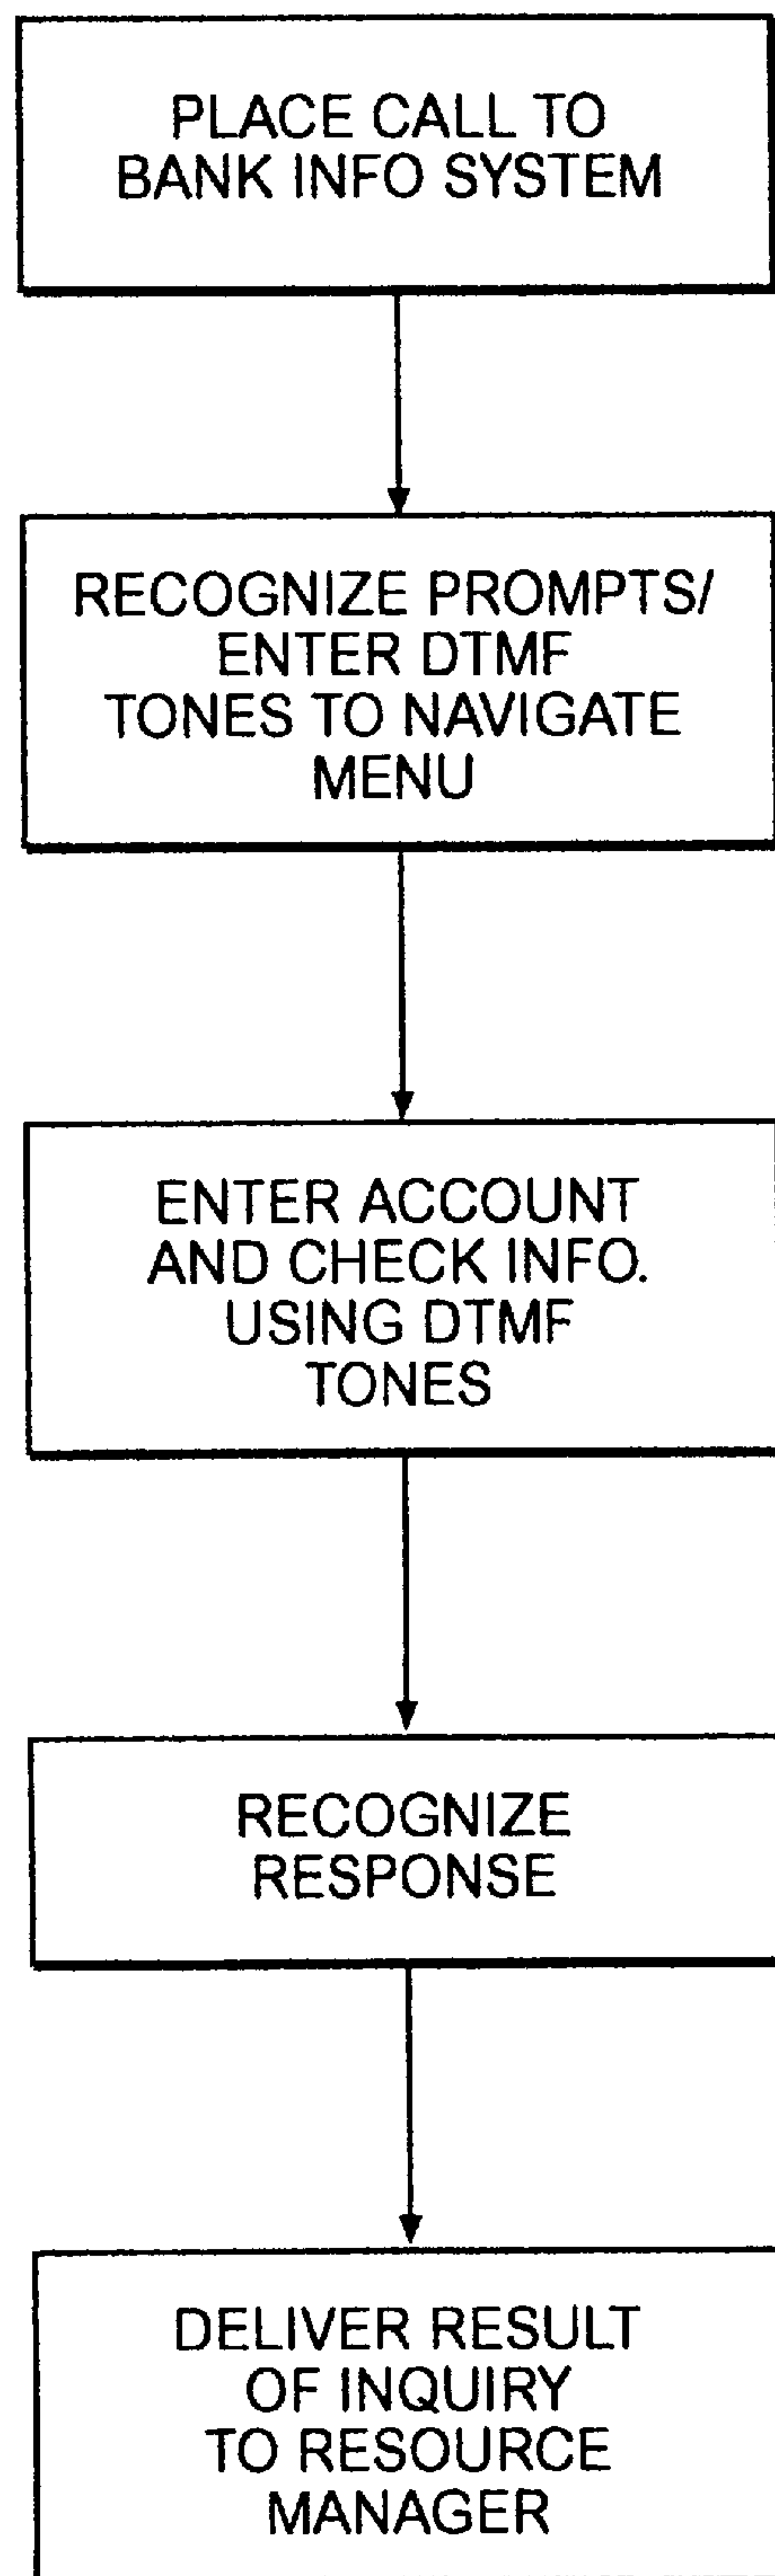 PLACE CALL TO
BANK INFO SYSTEM
RECOGNIZE PROMPTS/
ENTER DTMF
TONES TO NAVIGATE
MENU
ENTER ACCOUNT
AND CHECK INFO.
USING DTMF
TONES
RECOGNIZE
RESPONSE
DELIVER RESULT
OF INQUIRY
TO RESOURCE
MANAGER